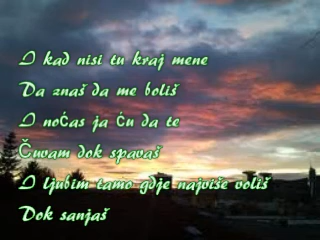 I kad nisi tu kraj mene
Da znaš da me boliš
I noćas ja ću da te
Čuvam dok spavaš
I ljubim tamo gdje najviše voliš
Dok sanjaš